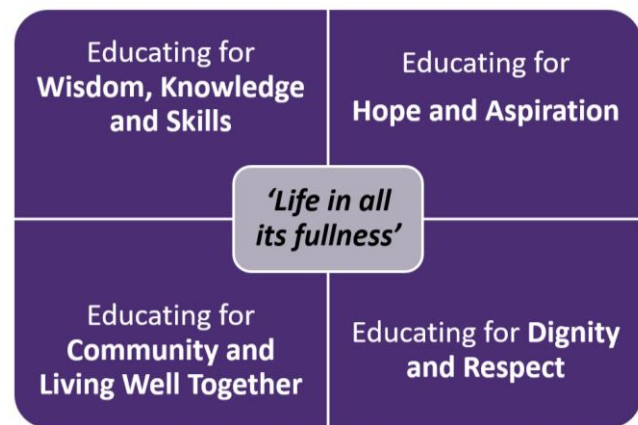 Educating for
Wisdom, Knowledge
and Skills
Educating for
Hope and Aspiration
‘Life in all
its fullness’
Educating for
Community and
Living Well Together
Educating for Dignity
and Respect